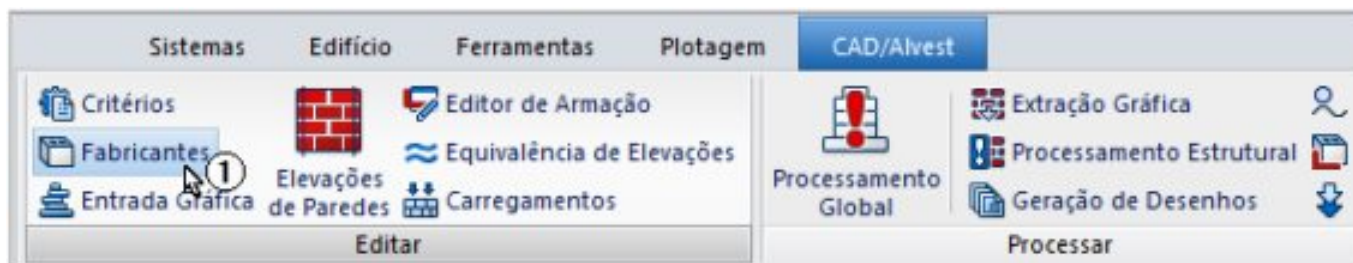 Sistemas Edifício Ferramentas Plotagem CAD/Alvest
Critérios
Fabricantes
1
Entrada Gráfica
Elevações
de Paredes
Editor de Armação
Equivalência de Elevações
Carregamentos
Editar
Processamento
Global
Extração Gráfica
Processamento Estrutural
Geração de Desenhos
Processar